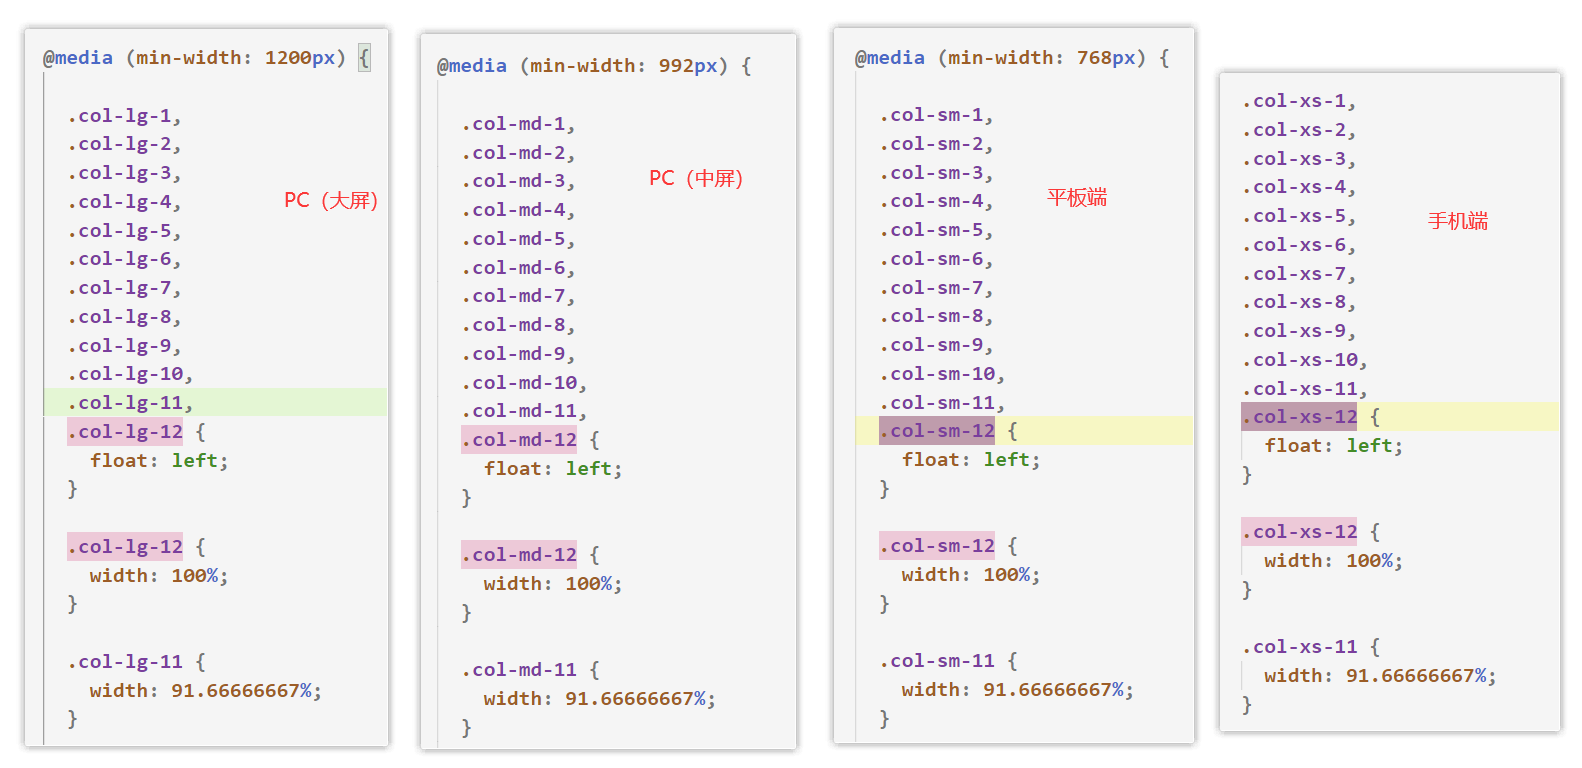 @media (min-width: 1200px) {
.col-lg-1,
.col-lg-2,
.col-lg-3,
.col-lg-4,
.col-lg-5,
.col-lg-6,
.col-lg-7,
.col-lg-8,
.col-lg-9,
.col-lg-10,
.col-lg-11,
.col-lg-12 {
float: left;
}
.col-lg-12 {
width: 100%;
}
.col-lg-11 {
width: 91.66666667%;
}
PC（大屏）
@media (min-width: 992px) {
.col-md-1,
.col-md-2,
.col-md-3,
.col-md-4,
.col-md-5,
.col-md-6,
.col-md-7,
.col-md-8,
.col-md-9,
.col-md-10,
.col-md-11,
.col-md-12 {
float: left;
}
.col-md-12 {
width: 100%;
}
.col-md-11 {
width: 91.66666667%;
}
PC（中屏）
@media (min-width: 768px) {
.col-sm-1,
.col-sm-2,
.col-sm-3,
.col-sm-4,
.col-sm-5,
.col-sm-6,
.col-sm-7,
.col-sm-8,
.col-sm-9,
.col-sm-10,
.col-sm-11,
.col-sm-12 {
float: left;
}
.col-sm-12 {
width: 100%;
}
.col-sm-11 {
width: 91.66666667%;
}
平板端
.col-xs-1,
.col-xs-2,
.col-xs-3,
.col-xs-4,
.col-xs-5,
.col-xs-6,
.col-xs-7,
.col-xs-8,
.col-xs-9,
.col-xs-10,
.col-xs-11,
.col-xs-12 {
float: left;
}
.col-xs-12 {
width: 100%;
}
.col-xs-11 {
width: 91.66666667%;
}
手机端